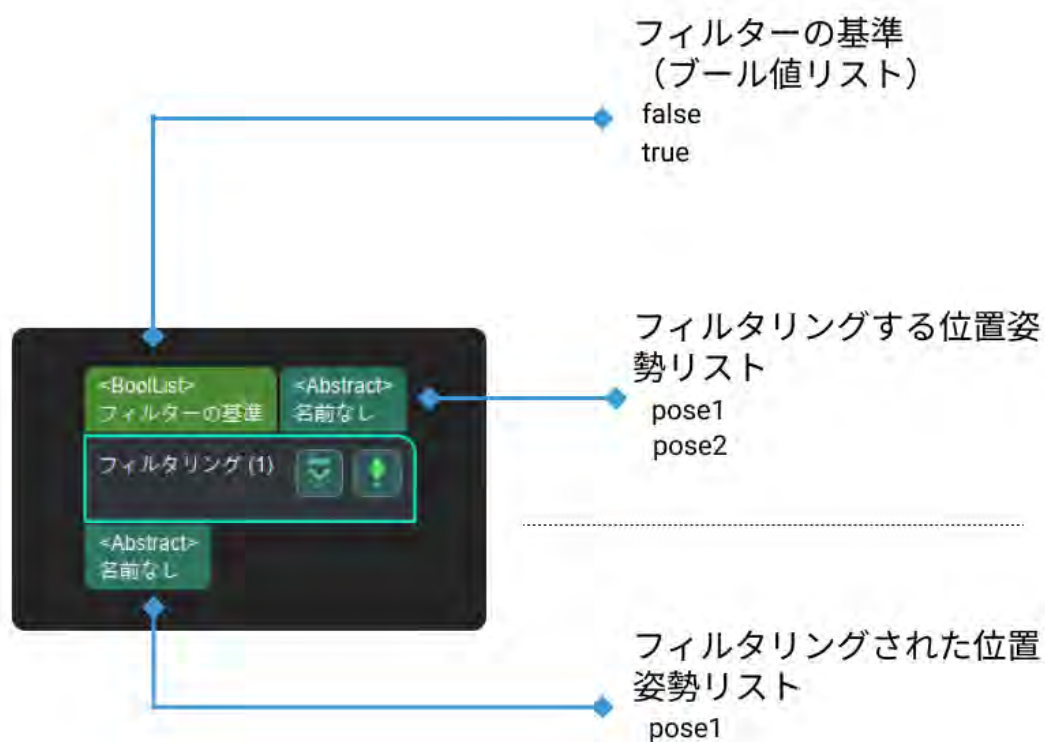 フィルターの基準
（ブール値リスト）
false
true
フィルタリングする位置姿
勢リスト
pose1
pose2
<BoolList> <Abstract>
フィルターの基準 名前なし
フィルタリング (1)
<Abstract>
名前なし
フィルタリングされた位置
姿勢リスト
pose1